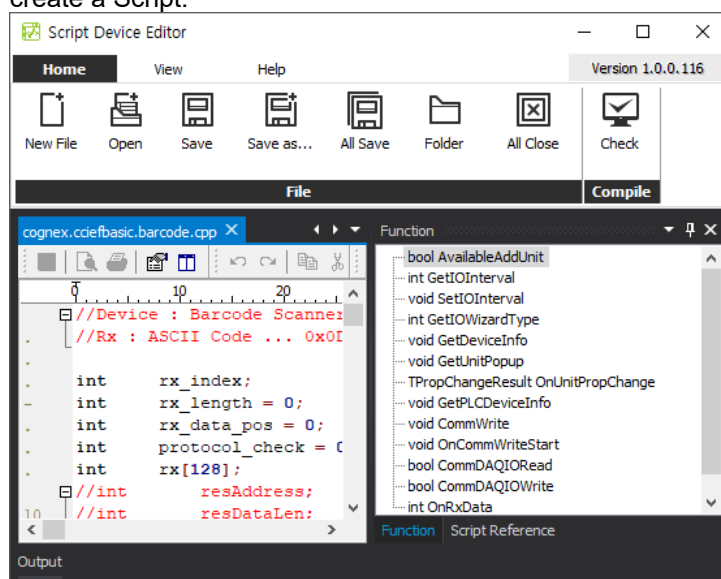 create a Script.
Script Device Editor
Home View Help Version 1.0.0.116
New File Open Save Save as... All Save Folder All Close Check
File Compile
cognex.cciefbasic.barcode.cpp
0 10 20
//Device : Barcode Scanner
//Rx : ASCII Code ... 0x0D
int rx_index;
int rx_length = 0;
int rx_data_pos = 0;
int protocol_check = 0
int rx[128];
//int resAddress;
10 //int resDataLen;
Function
bool AvailableAddUnit
int GetIOInterval
void SetIOInterval
int GetIOWizardType
void GetDeviceInfo
void GetUnitPopup
TPropChangeResult OnUnitPropChange
void GetPLCDeviceInfo
void CommWrite
void OnCommWriteStart
bool CommDAQIORead
bool CommDAQIOWrite
int OnRxData
Function Script Reference
Output